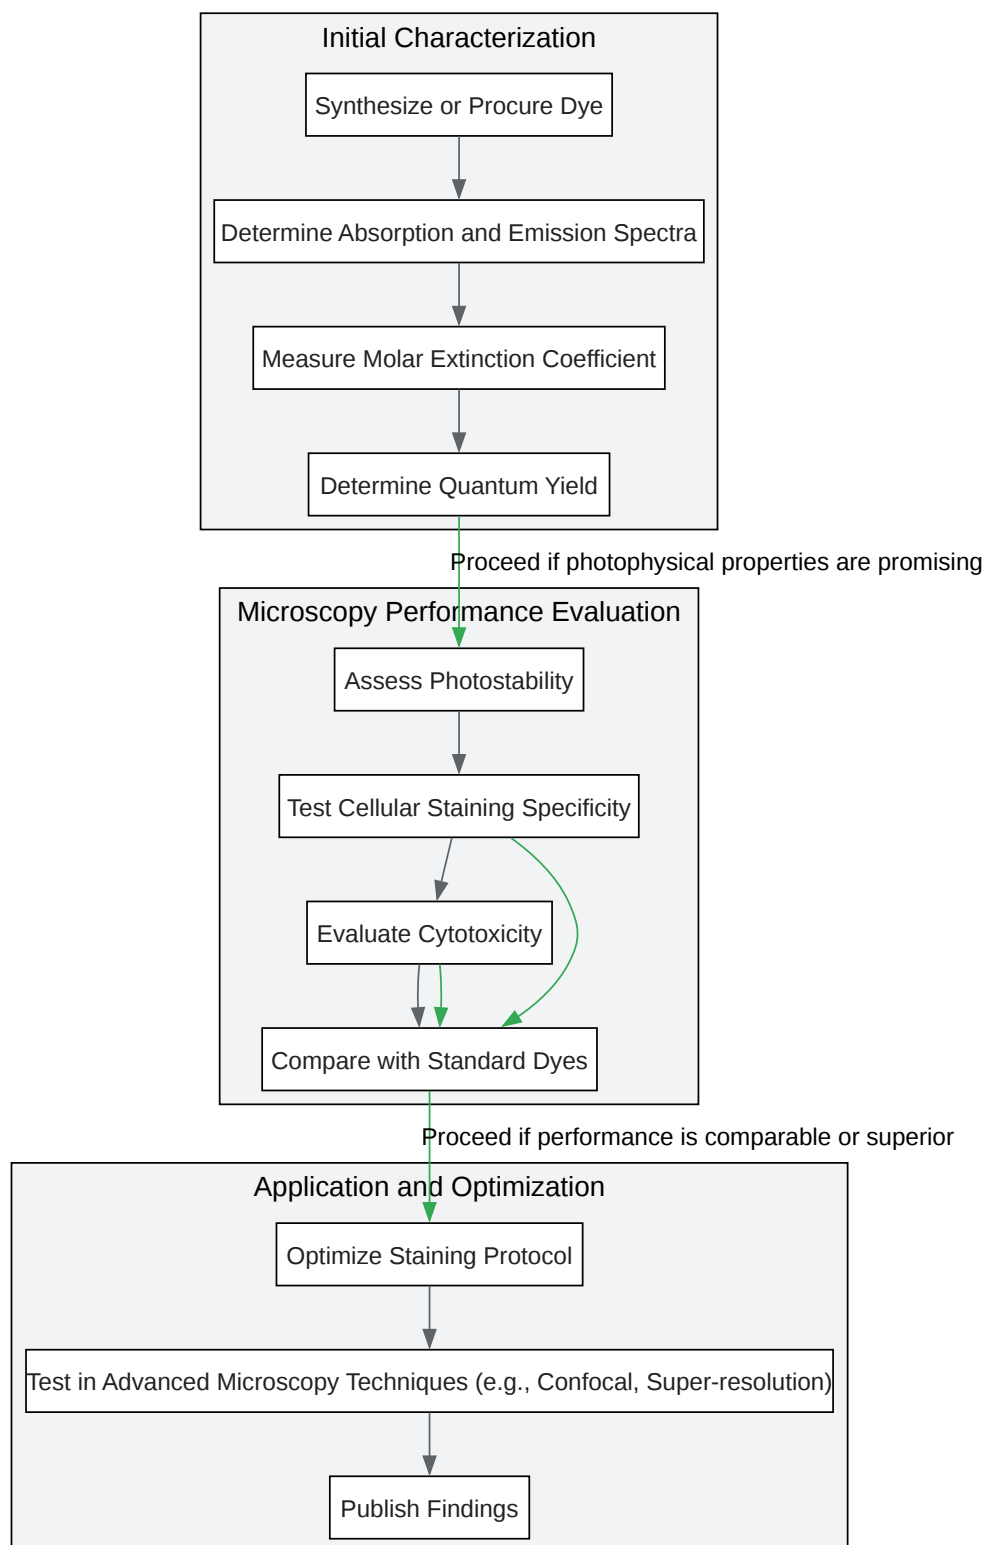 Initial Characterization
Synthesize or Procure Dye
Determine Absorption and Emission Spectra
Measure Molar Extinction Coefficient
Determine Quantum Yield
Proceed if photophysical properties are promising
Microscopy Performance Evaluation
Assess Photostability
Test Cellular Staining Specificity
Evaluate Cytotoxicity
Compare with Standard Dyes
Proceed if performance is comparable or superior
Application and Optimization
Optimize Staining Protocol
Test in Advanced Microscopy Techniques (e.g., Confocal, Super-resolution)
Publish Findings